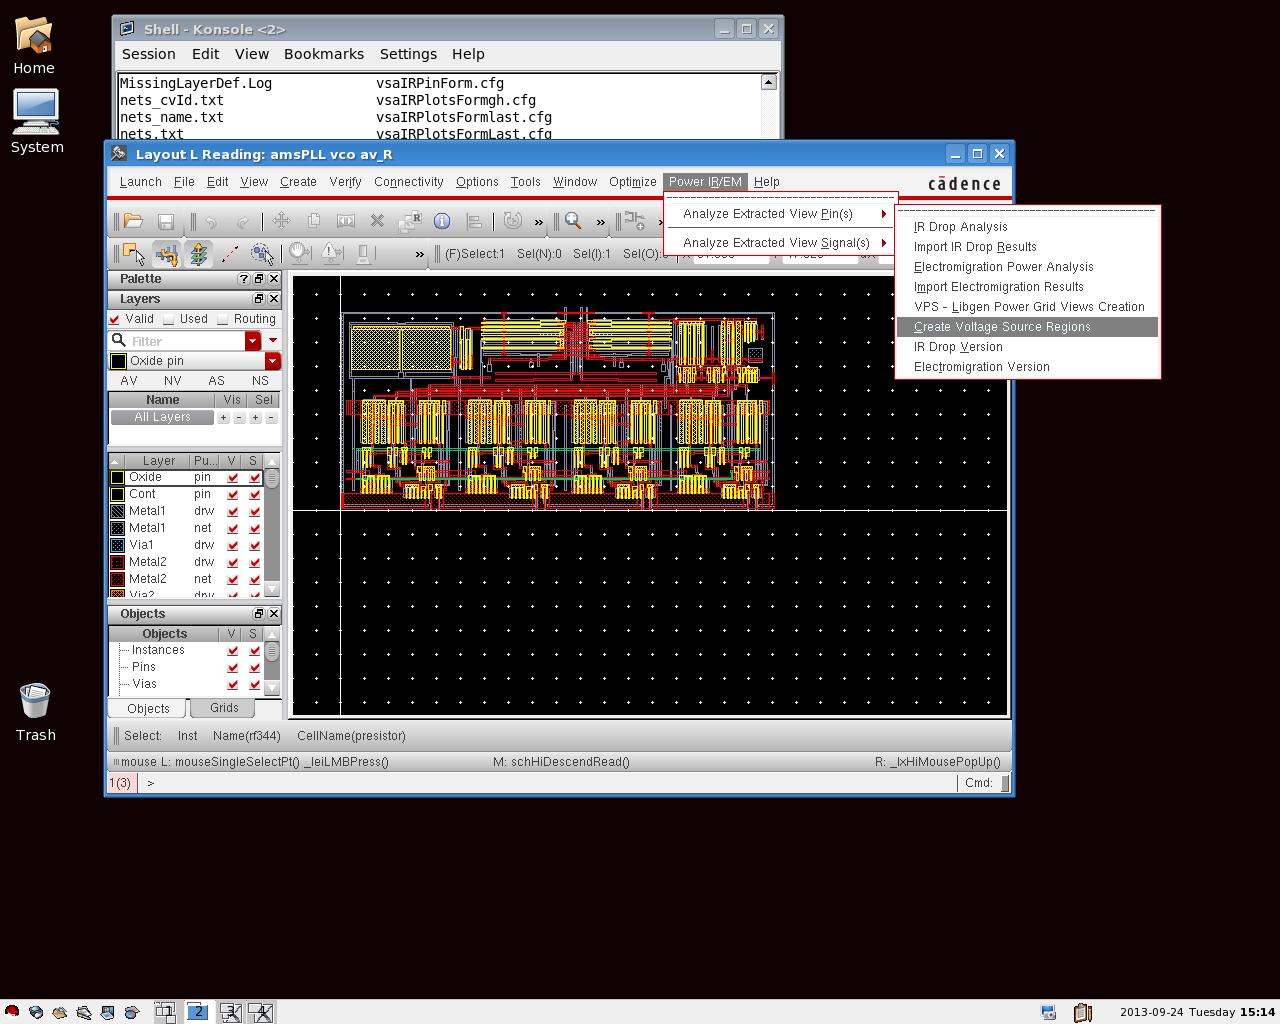 Home
System
Trash
Shell - Konsole <2>
Session Edit View Bookmarks Settings Help
MissingLayerDef.Log vsaIRPinForm.cfg
nets_cvId.txt vsaIRPlotsFormgh.cfg
nets_name.txt vsaIRPlotsFormlast.cfg
nets.txt vsaIRPlotsFormLast.cfg
Layout L Reading: amsPLL vco av_R
Launch File Edit View Create Verify Connectivity Options Tools Window Optimize Power IR/EM Help
cādence
Analyze Extracted View Pin(s)
Analyze Extracted View Signal(s)
IR Drop Analysis
Import IR Drop Results
Electromigration Power Analysis
Import Electromigration Results
VPS - Libgen Power Grid Views Creation
Create Voltage Source Regions
IR Drop Version
Electromigration Version
» » »
» (F)Select:1 Sel(N):0 Sel(I):1 Sel(O):
Palette ?
Layers
Valid Used Routing
Filter
Oxide pin
AV NV AS NS
Name Vis Sel
All Layers + - + -
Layer Pu... V S
Oxide pin
Cont pin
Metal1 drw
Metal1 net
Via1 drw
Metal2 drw
Metal2 net
Via2 drw
Objects
Objects V S
Instances
Pins
Vias
Objects Grids
Select: Inst Name(rf344) CellName(presistor)
mouse L: mouseSingleSelectPt() _leiLMBPress() M: schHiDescendRead() R: _lxHiMousePopUp()
1(3) > Cmd:
1 2 3 4 2013-09-24 Tuesday 15:14